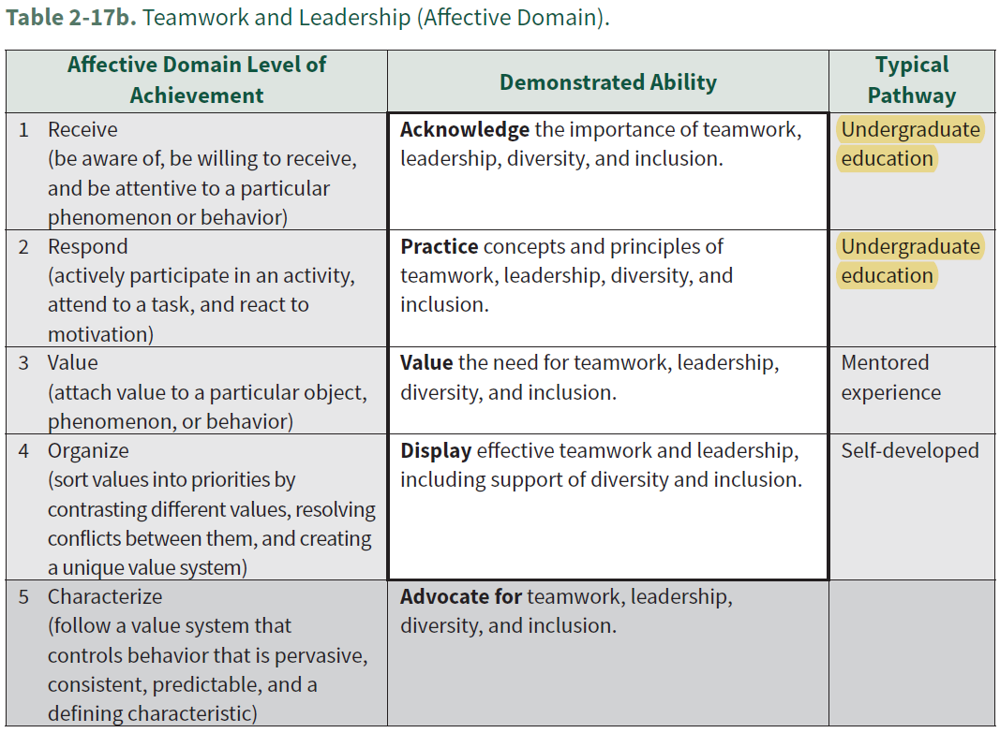 Table 2-17b. Teamwork and Leadership (Affective Domain).
Affective Domain Level of
Achievement
Demonstrated Ability
Typical
Pathway
1 Receive
(be aware of, be willing to receive,
and be attentive to a particular
phenomenon or behavior)
Acknowledge the importance of teamwork,
leadership, diversity, and inclusion.
Undergraduate
education
2 Respond
(actively participate in an activity,
attend to a task, and react to
motivation)
Practice concepts and principles of
teamwork, leadership, diversity, and
inclusion.
Undergraduate
education
3 Value
(attach value to a particular object,
phenomenon, or behavior)
Value the need for teamwork, leadership,
diversity, and inclusion.
Mentored
experience
4 Organize
(sort values into priorities by
contrasting different values, resolving
conflicts between them, and creating
a unique value system)
Display effective teamwork and leadership,
including support of diversity and inclusion.
Self-developed
5 Characterize
(follow a value system that
controls behavior that is pervasive,
consistent, predictable, and a
defining characteristic)
Advocate for teamwork, leadership,
diversity, and inclusion.